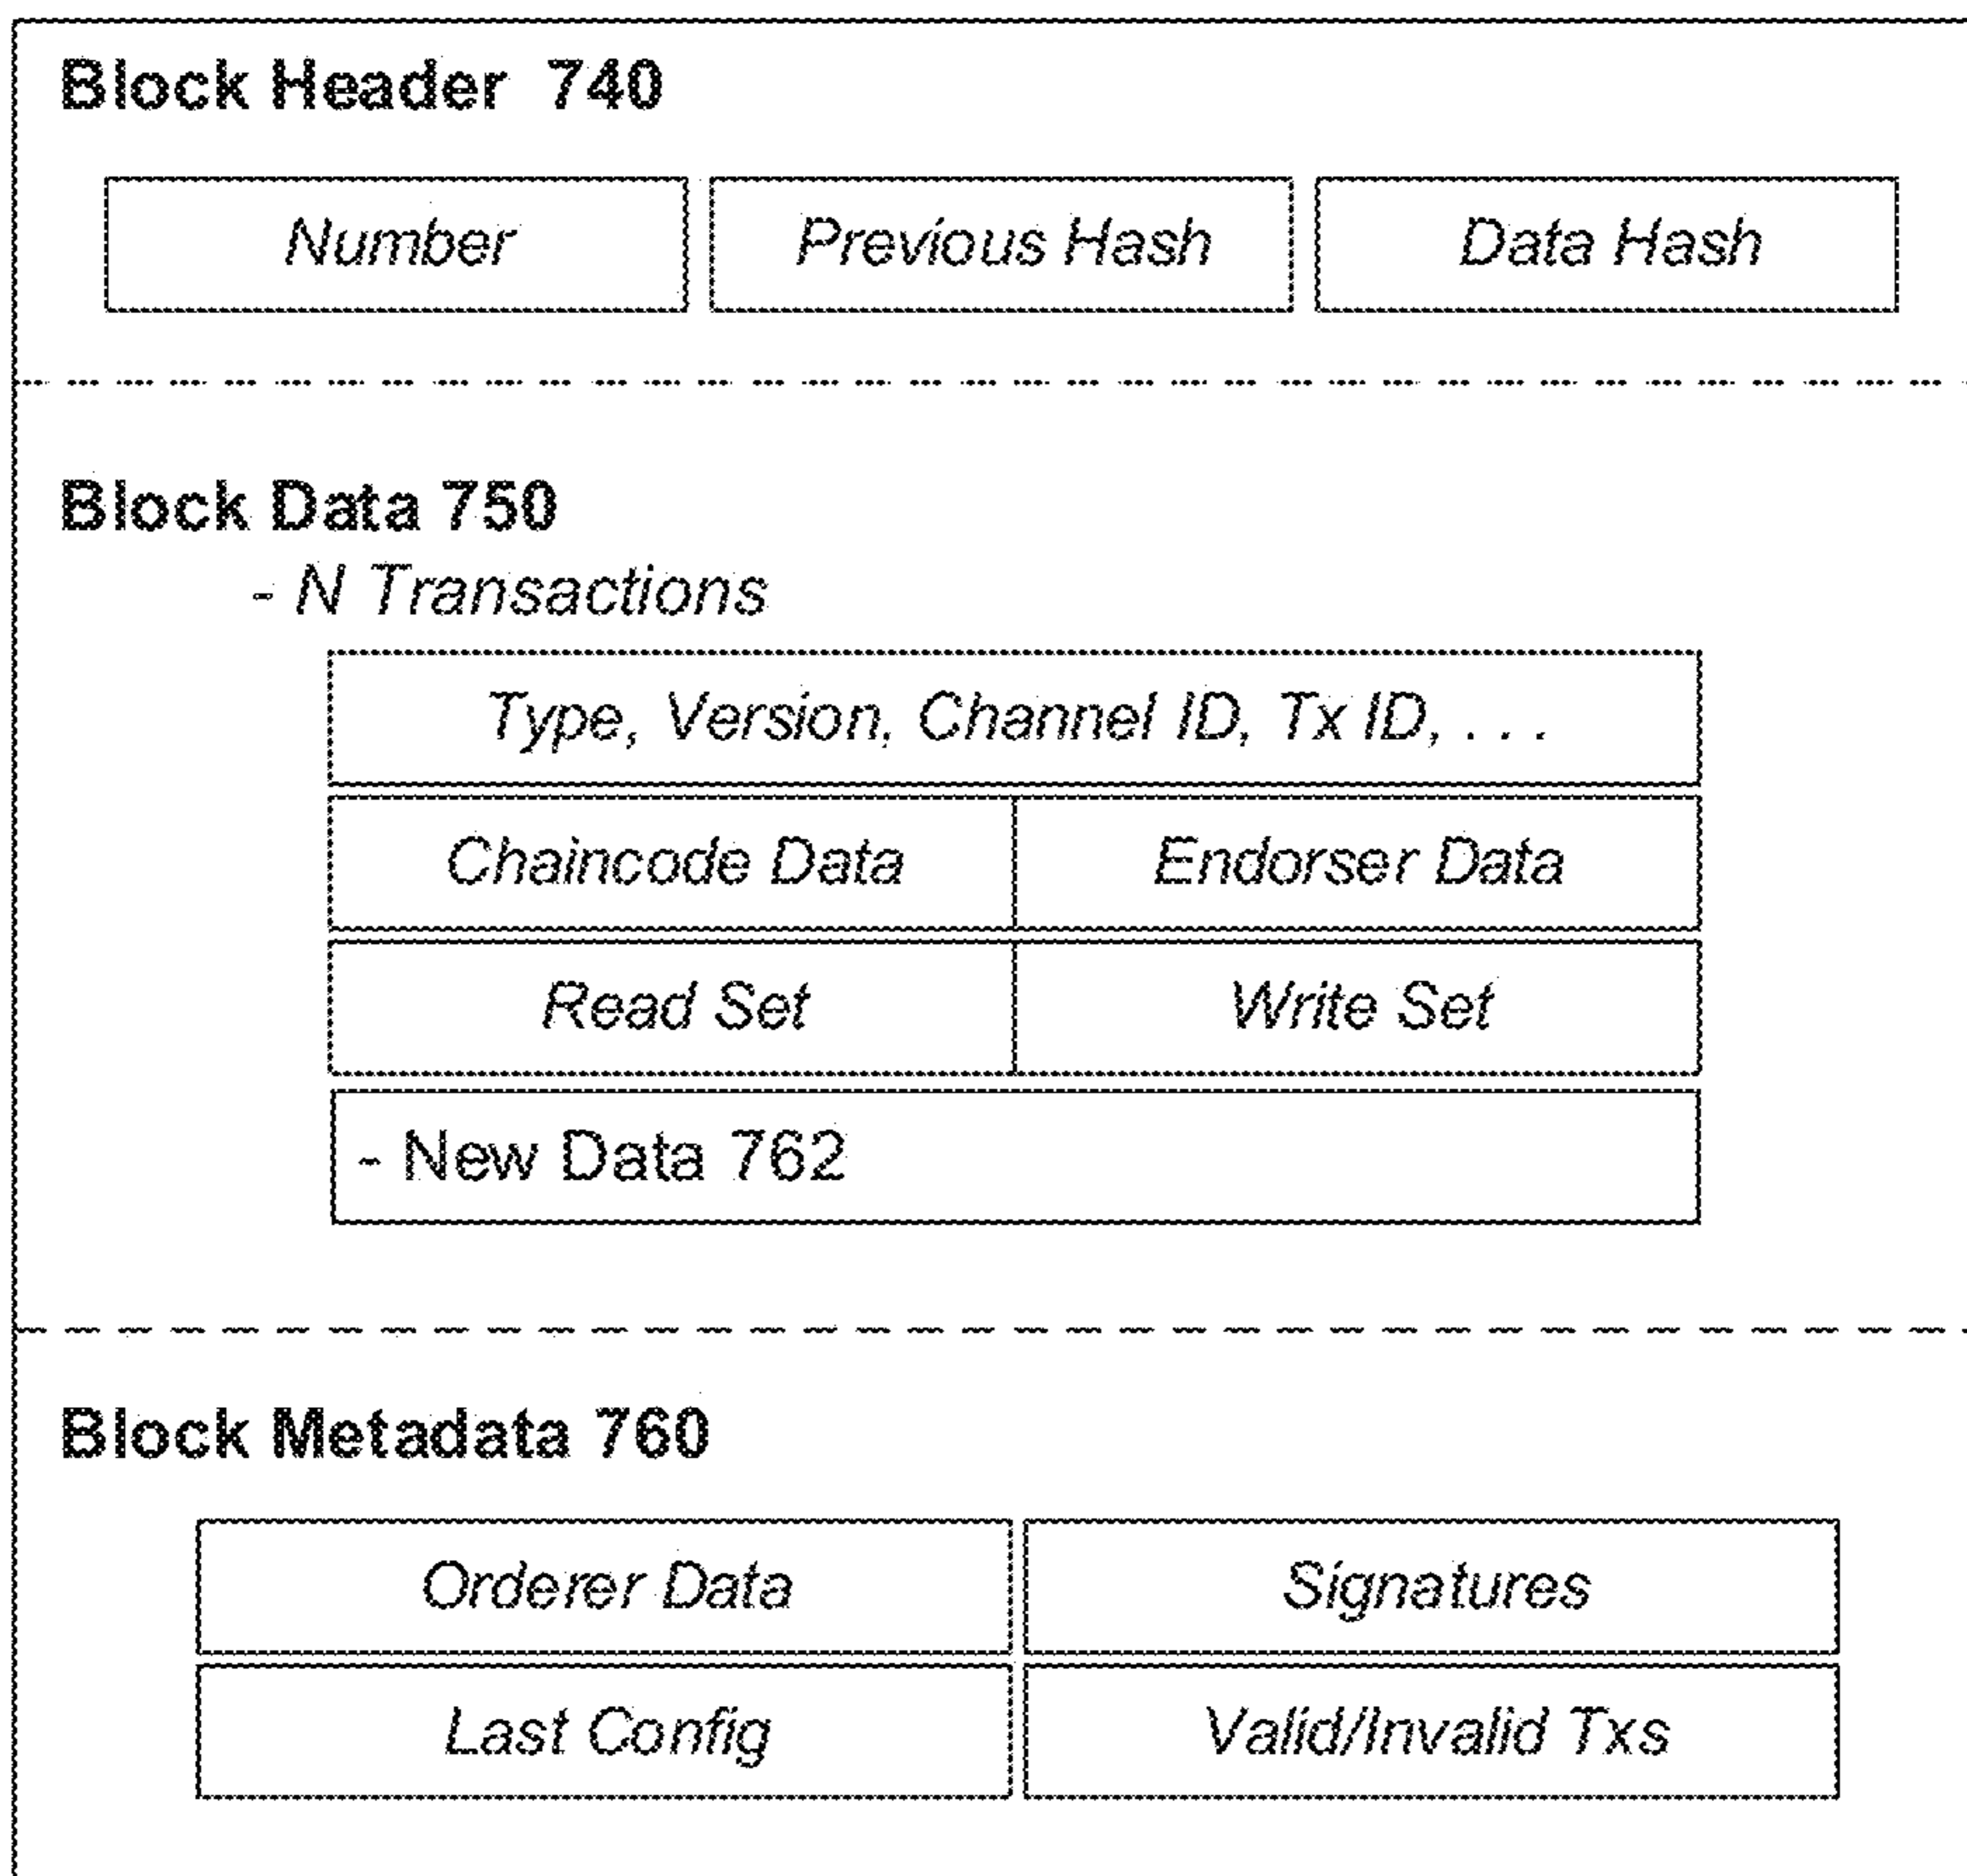 Block Header 740
Number Previous Hash Data Hash
Block Data 750
- N Transactions
Type, Version, Channel ID, Tx ID, . . .
Chaincode Data Endorser Data
Read Set Write Set
- New Data 762
Block Metadata 760
Orderer Data Signatures
Last Config Valid/Invalid Txs